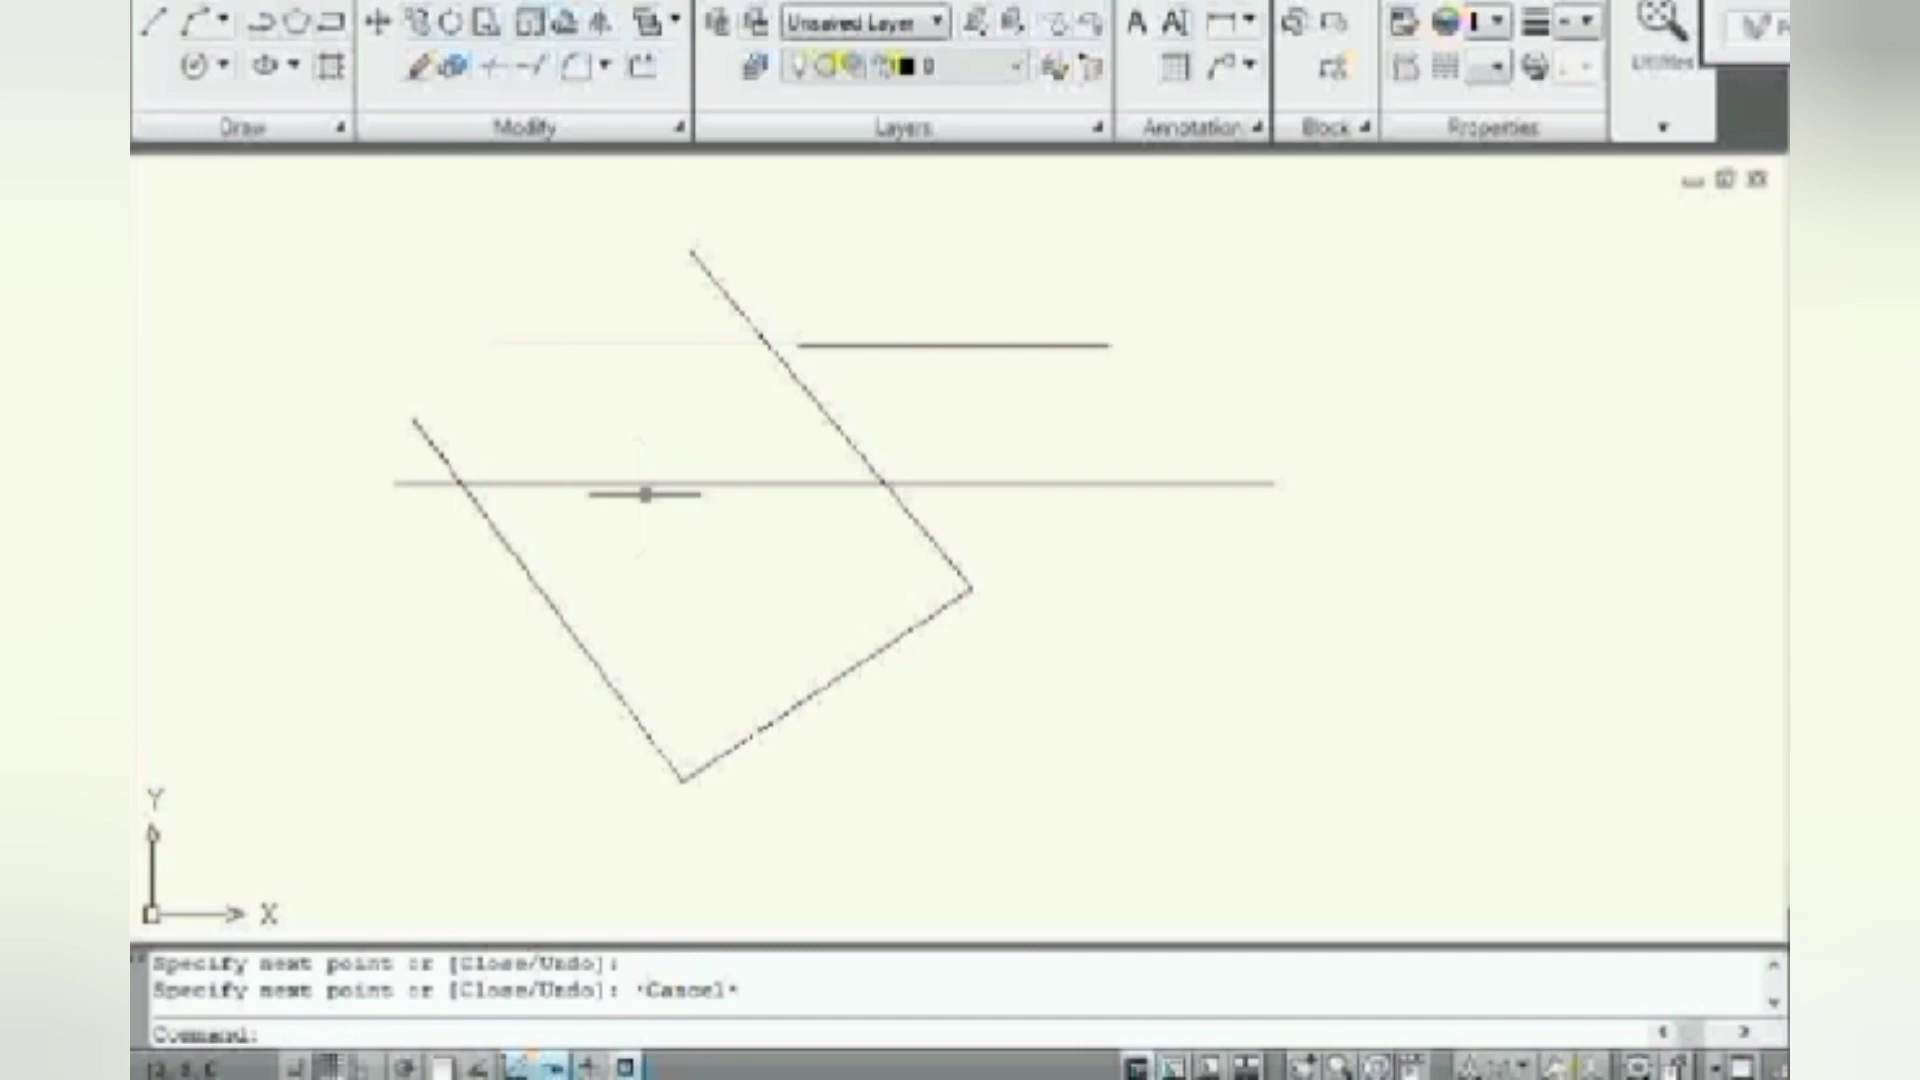 Unsaved Layer
0
Draw
Modify
Layers
Annotation
Block
Properties
Utilities
Y
X
Specify next point or [Close/Undo]:
Specify next point or [Close/Undo]: *Cancel*
Command: